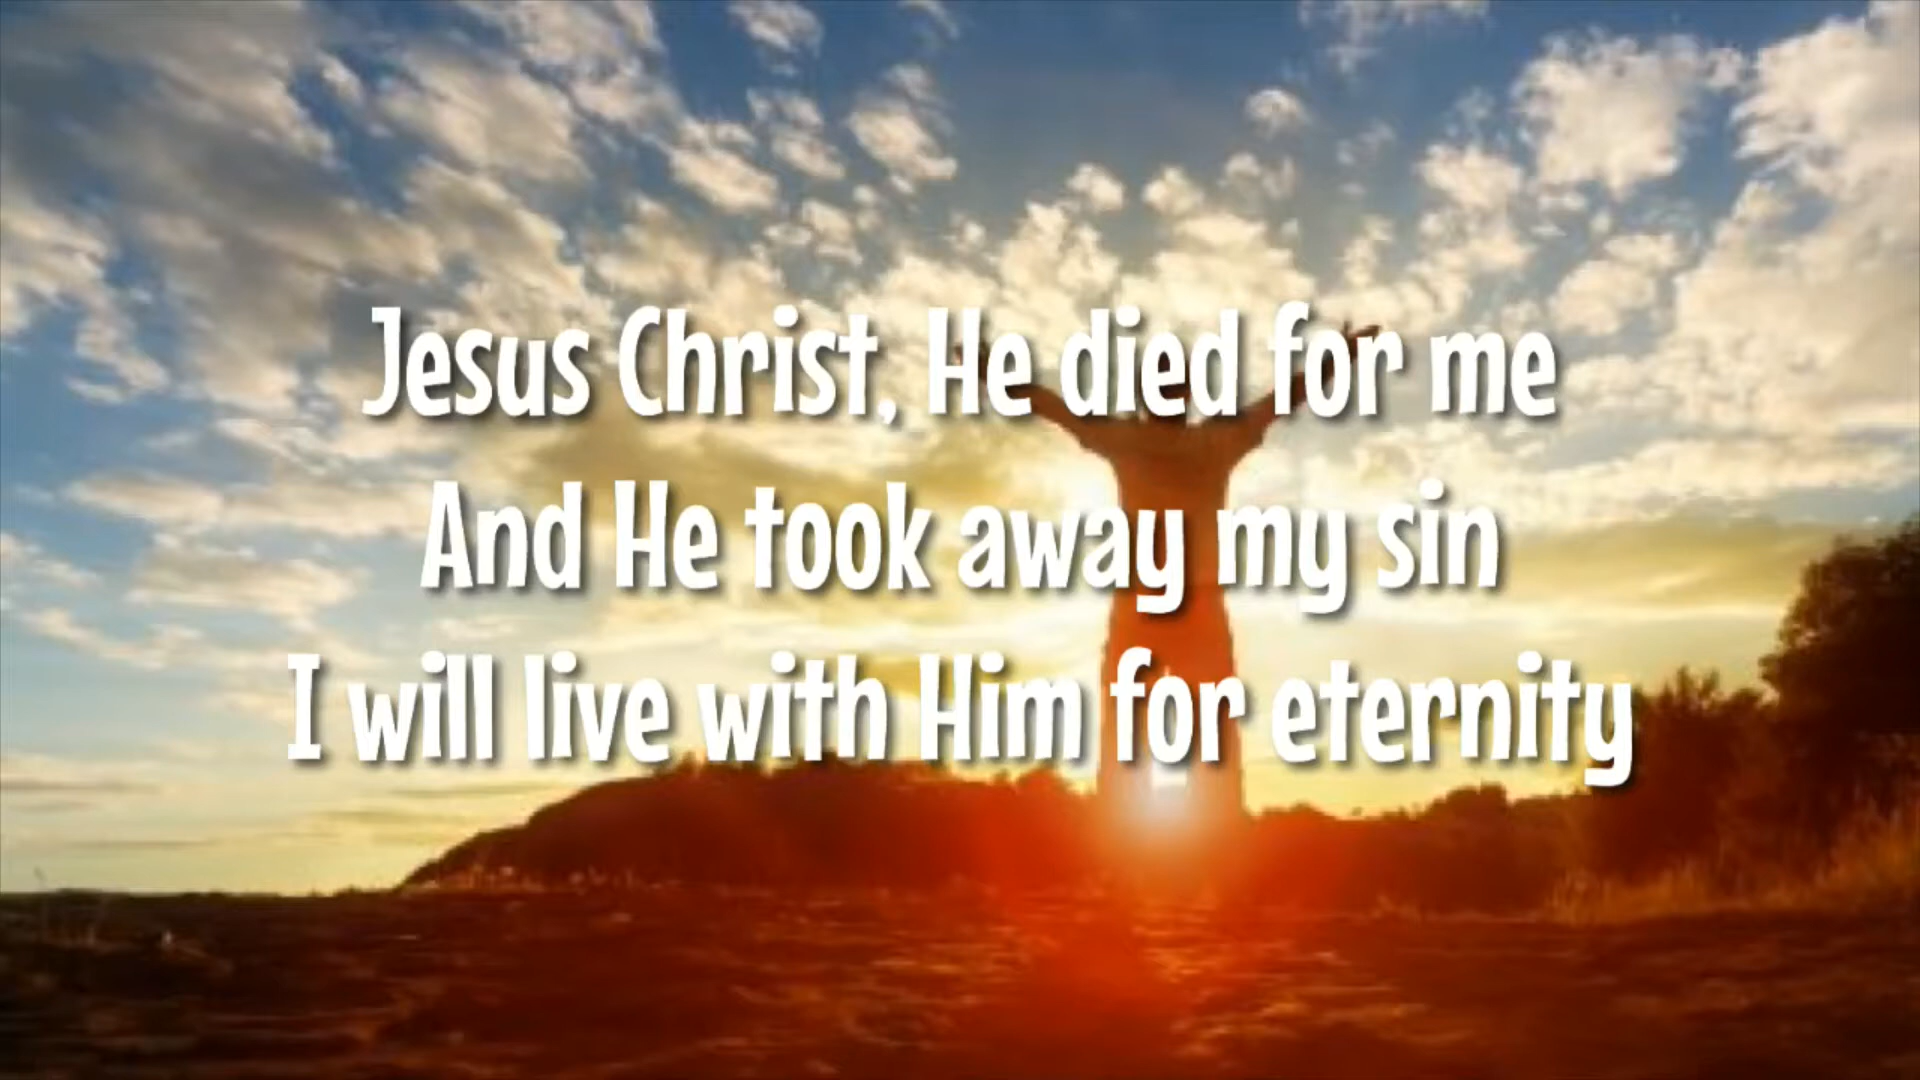 Jesus Christ, He died for me
And He took away my sin
I will live with Him for eternity